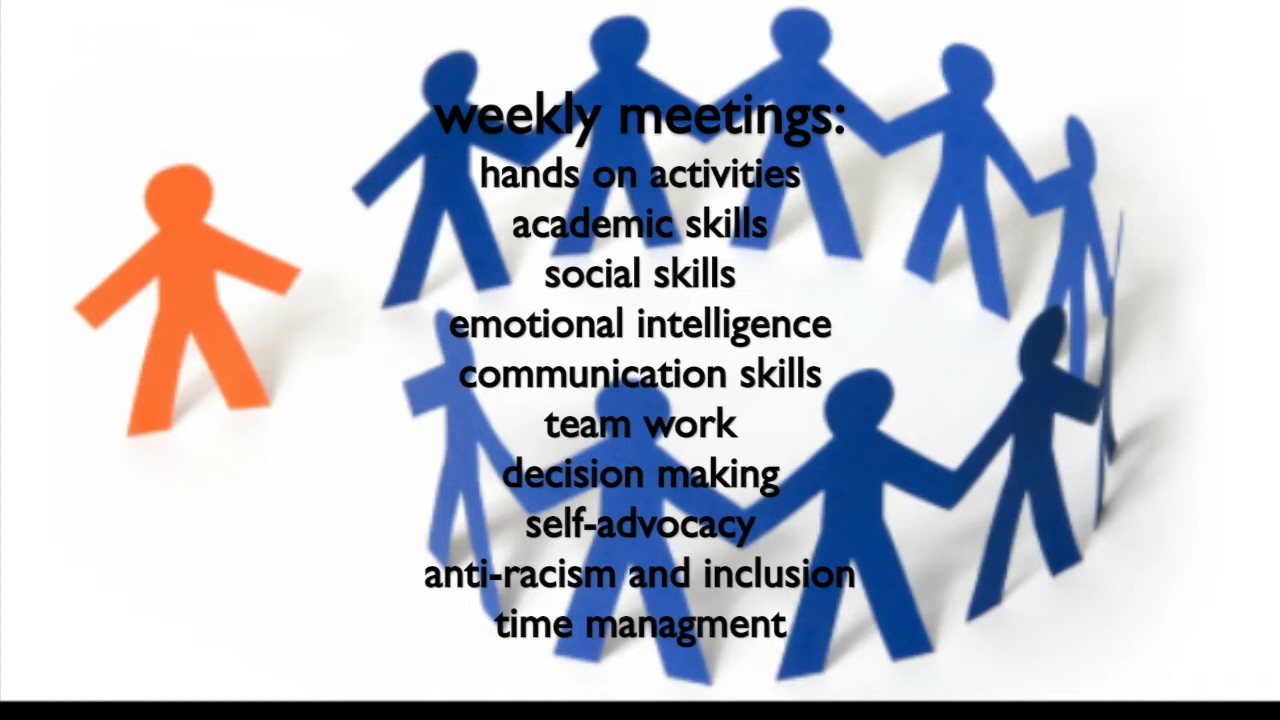 weekly meetings:
hands on activities
academic skills
social skills
emotional intelligence
communication skills
team work
decision making
self-advocacy
anti-racism and inclusion
time managment